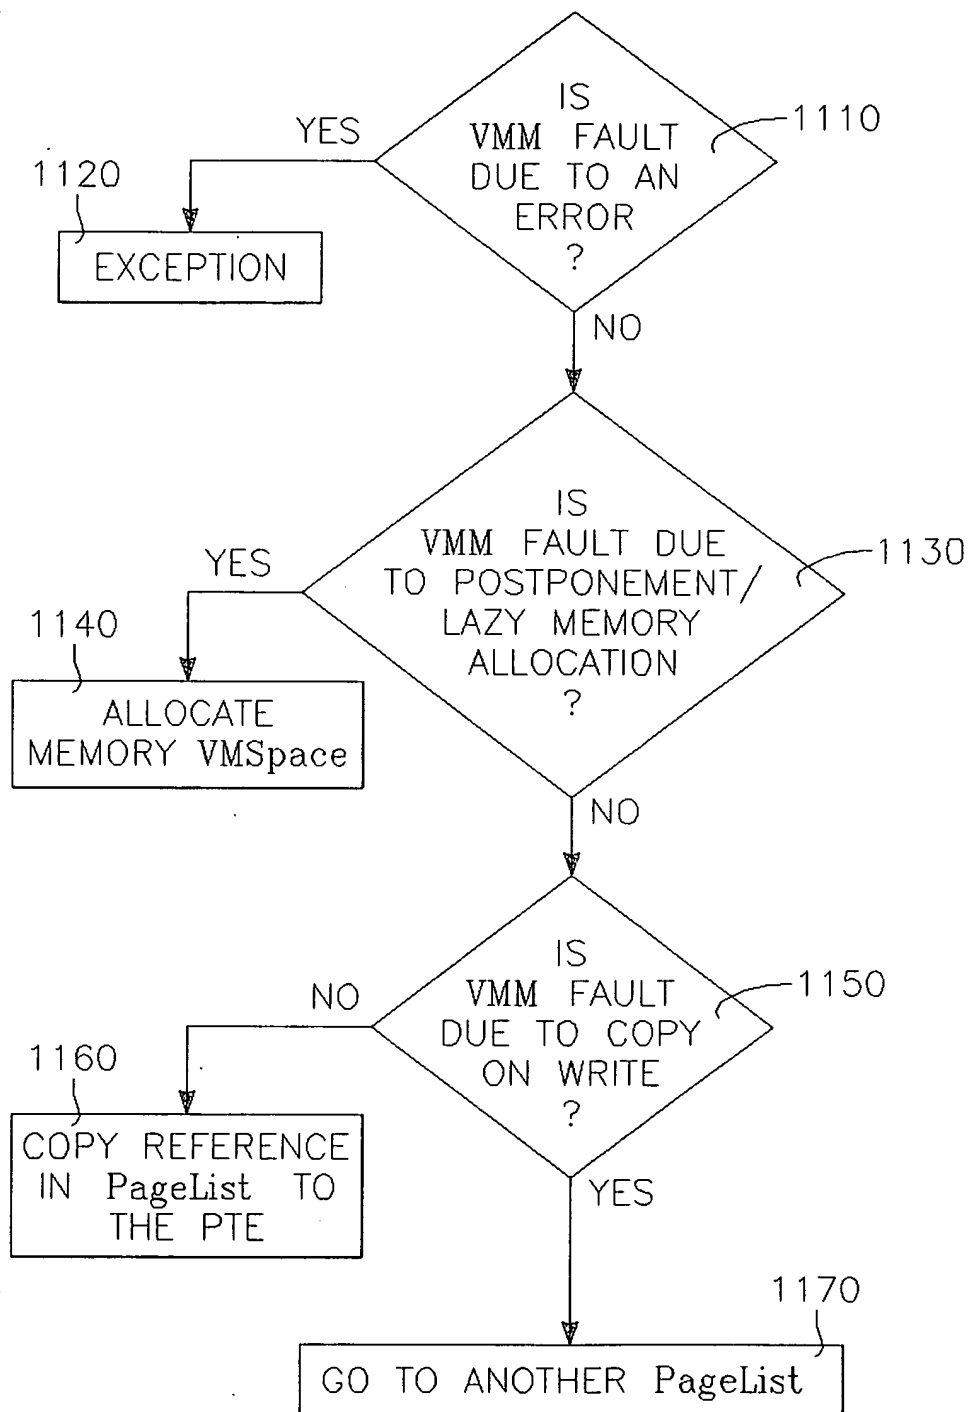 IS
VMM FAULT
DUE TO AN
ERROR
?
1110
YES
1120
EXCEPTION
NO
IS
VMM FAULT DUE
TO POSTPONEMENT/
LAZY MEMORY
ALLOCATION
?
1130
YES
1140
ALLOCATE
MEMORY VMSpace
NO
IS
VMM FAULT
DUE TO COPY
ON WRITE
?
1150
NO
1160
COPY REFERENCE
IN PageList TO
THE PTE
YES
1170
GO TO ANOTHER PageList